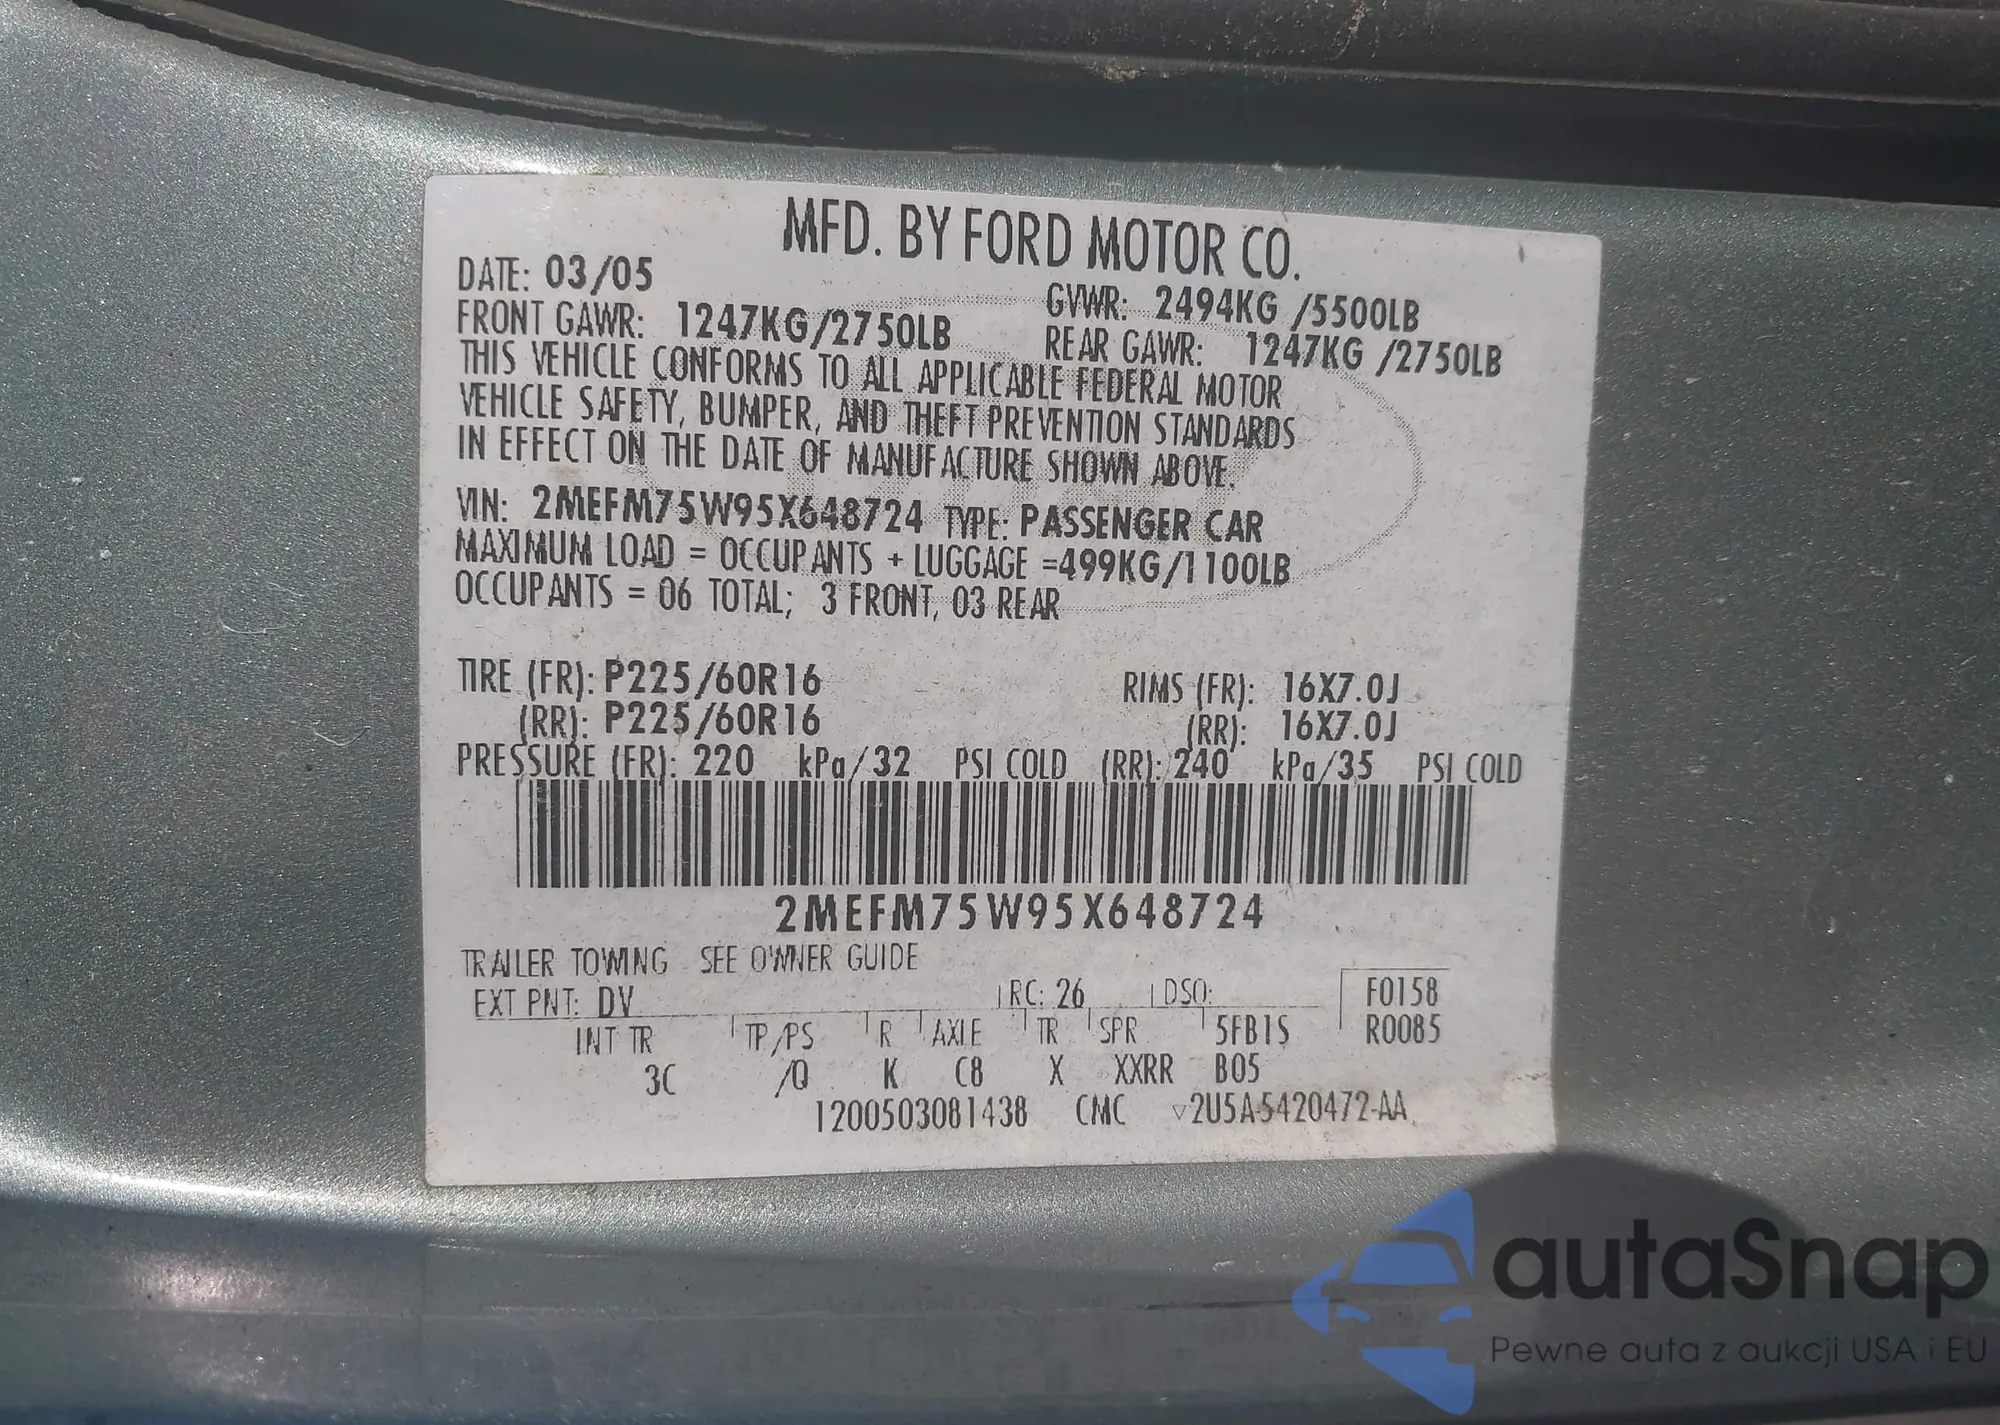 MFD. BY FORD MOTOR CO.
DATE: 03/05
GVWR: 2494KG /5500LB
FRONT GAWR: 1247KG/2750LB
REAR GAWR: 1247KG /2750LB
THIS VEHICLE CONFORMS TO ALL APPLICABLE FEDERAL MOTOR
VEHICLE SAFETY, BUMPER, AND THEFT PREVENTION STANDARDS
IN EFFECT ON THE DATE OF MANUFACTURE SHOWN ABOVE.
VIN: 2MEFM75W95X648724 TYPE: PASSENGER CAR
MAXIMUM LOAD = OCCUPANTS + LUGGAGE =499KG/1100LB
OCCUPANTS = 06 TOTAL; 3 FRONT, 03 REAR
TIRE (FR): P225/60R16 RIMS (FR): 16X7.0J
(RR): P225/60R16 (RR): 16X7.0J
PRESSURE (FR): 220 kPa/32 PSI COLD (RR): 240 kPa/35 PSI COLD
2MEFM75W95X648724
TRAILER TOWING SEE OWNER GUIDE
EXT PNT: DV RC: 26 DSO: F0158
INT TR TP/PS R AXLE TR SPR 5FB1S R0085
3C /Q K C8 X XXRR B05
1200503081438 CMC ▽2U5A-5420472-AA
autaSnap
Pewne auta z aukcji USA i EU